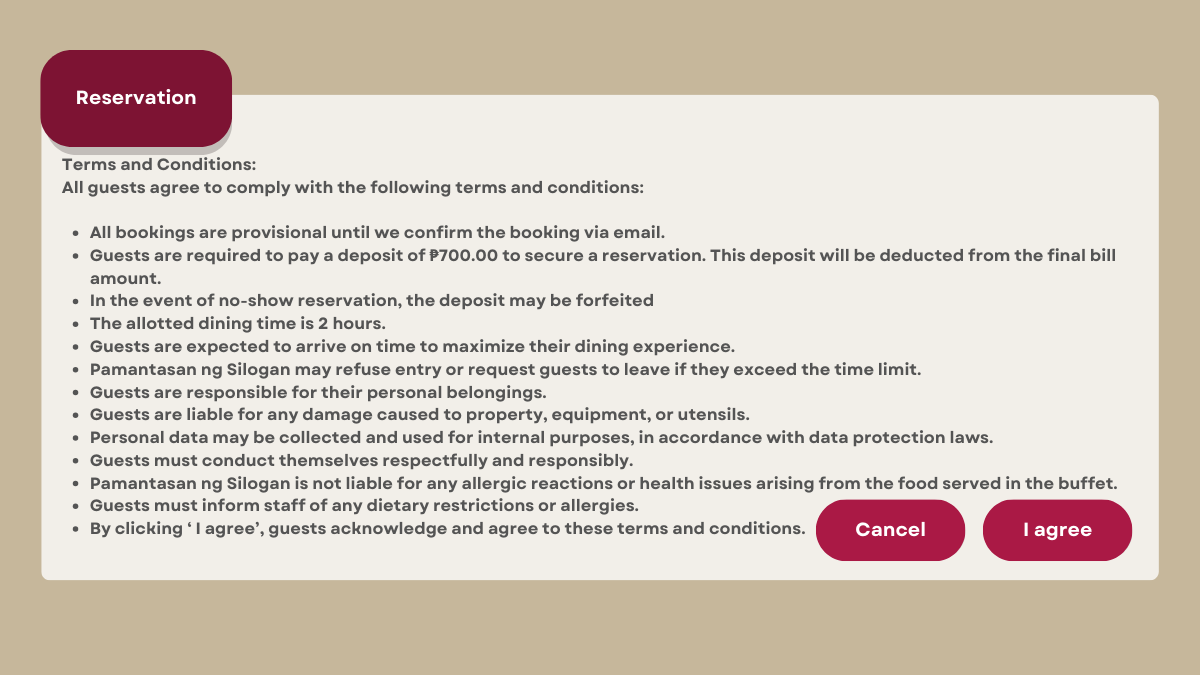 Reservation
Terms and Conditions:
All guests agree to comply with the following terms and conditions:
• All bookings are provisional until we confirm the booking via email.
• Guests are required to pay a deposit of ₱700.00 to secure a reservation. This deposit will be deducted from the final bill
amount.
• In the event of no-show reservation, the deposit may be forfeited
• The allotted dining time is 2 hours.
• Guests are expected to arrive on time to maximize their dining experience.
• Pamantasan ng Silogan may refuse entry or request guests to leave if they exceed the time limit.
• Guests are responsible for their personal belongings.
• Guests are liable for any damage caused to property, equipment, or utensils.
• Personal data may be collected and used for internal purposes, in accordance with data protection laws.
• Guests must conduct themselves respectfully and responsibly.
• Pamantasan ng Silogan is not liable for any allergic reactions or health issues arising from the food served in the buffet.
• Guests must inform staff of any dietary restrictions or allergies.
• By clicking ‘ I agree’, guests acknowledge and agree to these terms and conditions.
Cancel
I agree